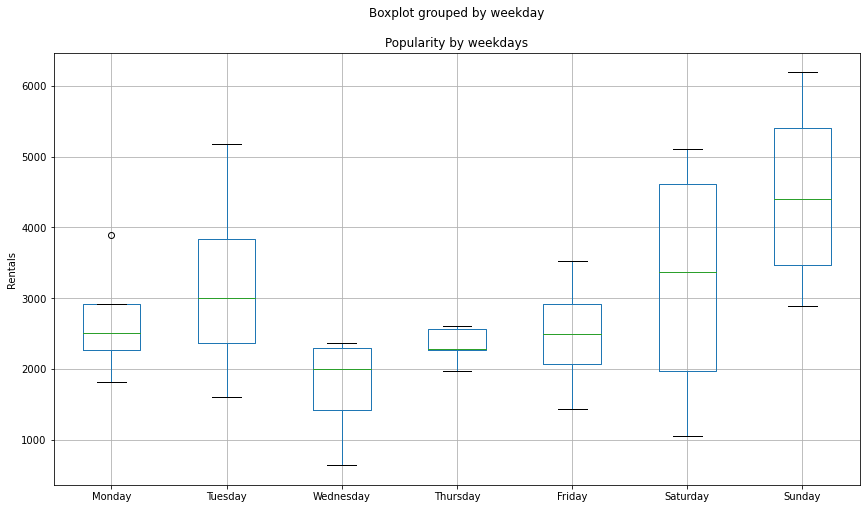 Boxplot grouped by weekday
Popularity by weekdays
Rentals
6000
5000
4000
3000
2000
1000
Monday Tuesday Wednesday Thursday Friday Saturday Sunday